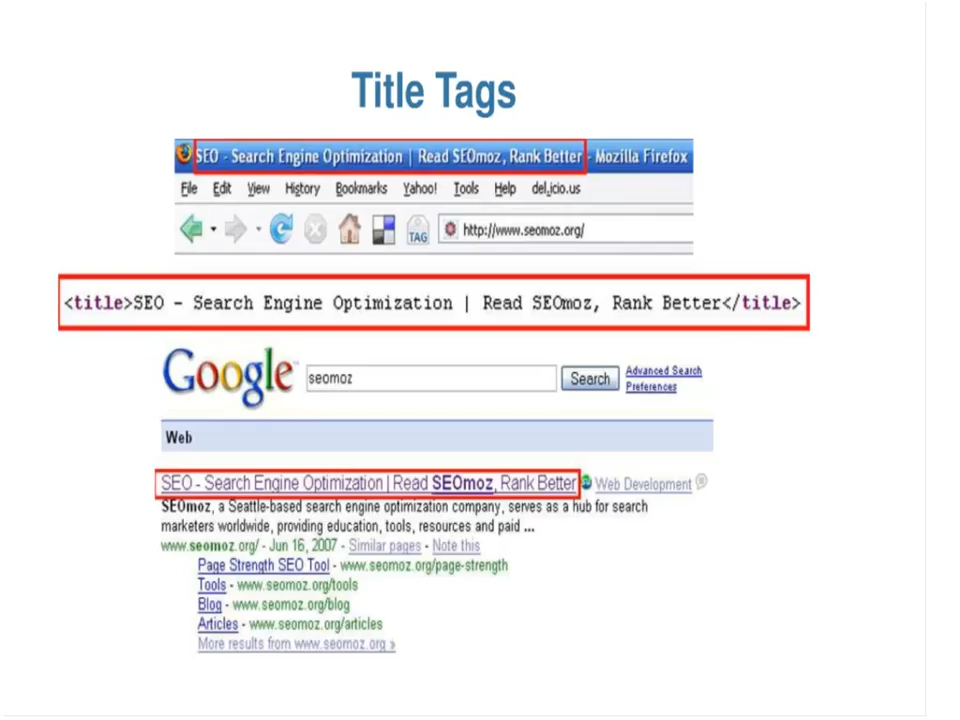 Title Tags
SEO - Search Engine Optimization | Read SEOmoz, Rank Better - Mozilla Firefox
File Edit View History Bookmarks Yahoo! Tools Help del.icio.us
TAG http://www.seomoz.org/
<title>SEO - Search Engine Optimization | Read SEOmoz, Rank Better</title>
Google seomoz Search Advanced Search
Preferences
Web
SEO - Search Engine Optimization | Read SEOmoz, Rank Better Web Development
SEOmoz, a Seattle-based search engine optimization company, serves as a hub for search
marketers worldwide, providing education, tools, resources and paid ...
www.seomoz.org/ - Jun 16, 2007 - Similar pages - Note this
Page Strength SEO Tool - www.seomoz.org/page-strength
Tools - www.seomoz.org/tools
Blog - www.seomoz.org/blog
Articles - www.seomoz.org/articles
More results from www.seomoz.org »